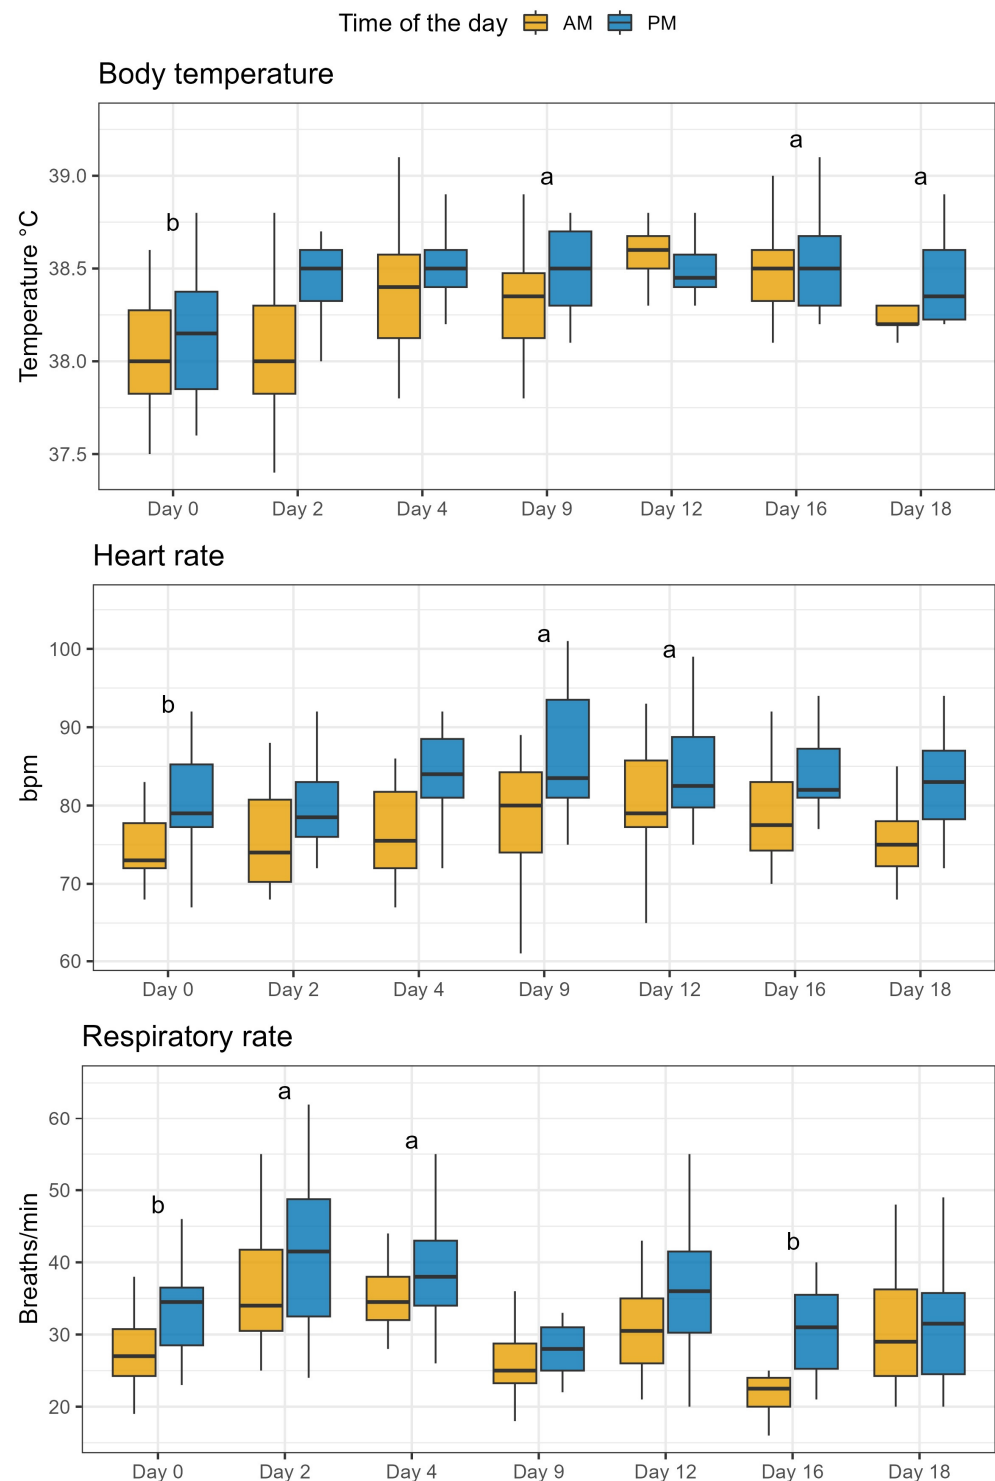 Time of the day AM PM
Body temperature
Temperature °C
39.0
38.5
38.0
37.5
b
a
a
a
Day 0 Day 2 Day 4 Day 9 Day 12 Day 16 Day 18
Heart rate
bpm
100
90
80
70
60
b
a
a
Day 0 Day 2 Day 4 Day 9 Day 12 Day 16 Day 18
Respiratory rate
Breaths/min
60
50
40
30
20
b
a
a
b
Day 0 Day 2 Day 4 Day 9 Day 12 Day 16 Day 18